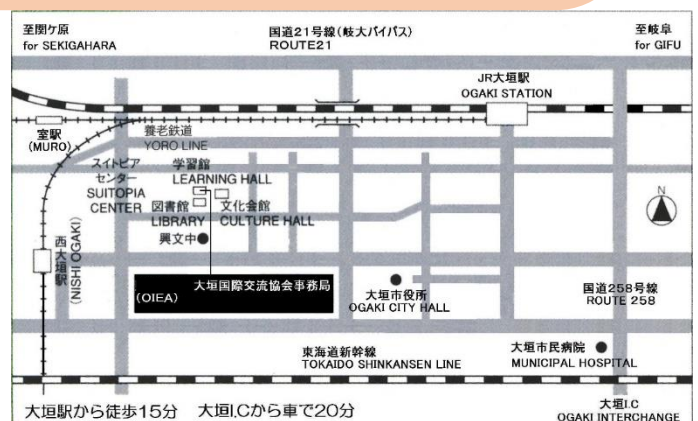 至関ケ原
for SEKIGAHARA
国道21号線(岐大バイパス)
ROUTE21
至岐阜
for GIFU
JR大垣駅
OGAKI STATION
室駅
(MURO)
養老鉄道
YORO LINE
スイトピア
センター
SUITOPIA
CENTER
学習館
LEARNING HALL
図書館
LIBRARY
文化会館
CULTURE HALL
N
興文中
西大垣駅
(NISHI OGAKI)
大垣国際交流協会事務局
(OIEA)
大垣市役所
OGAKI CITY HALL
国道258号線
ROUTE 258
東海道新幹線
TOKAIDO SHINKANSEN LINE
大垣市民病院
MUNICIPAL HOSPITAL
大垣駅から徒歩15分 大垣I,Cから車で20分
大垣I.C
OGAKI INTERCHANGE